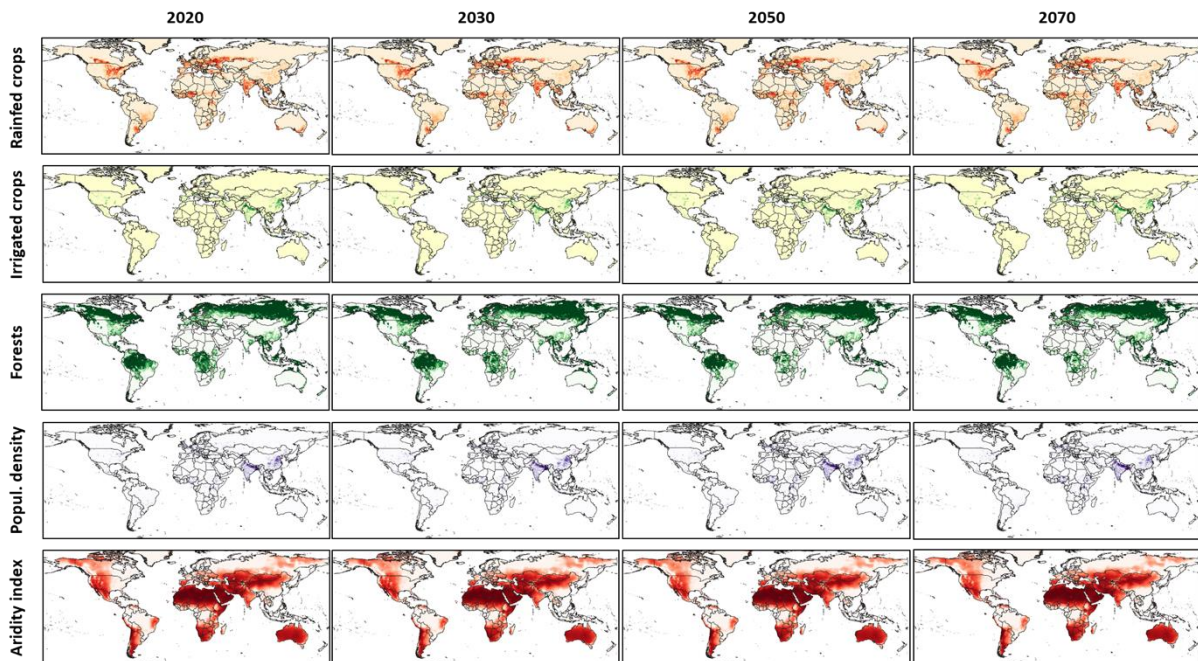 2020 2030 2050 2070
Rainfed crops
Irrigated crops
Forests
Popul. density
Aridity index